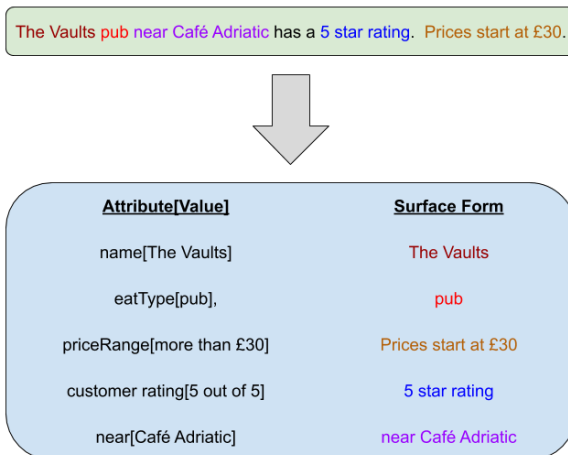 The Vaults pub near Café Adriatic has a 5 star rating. Prices start at £30.
Attribute[Value] Surface Form
name[The Vaults] The Vaults
eatType[pub], pub
priceRange[more than £30] Prices start at £30
customer rating[5 out of 5] 5 star rating
near[Café Adriatic] near Café Adriatic